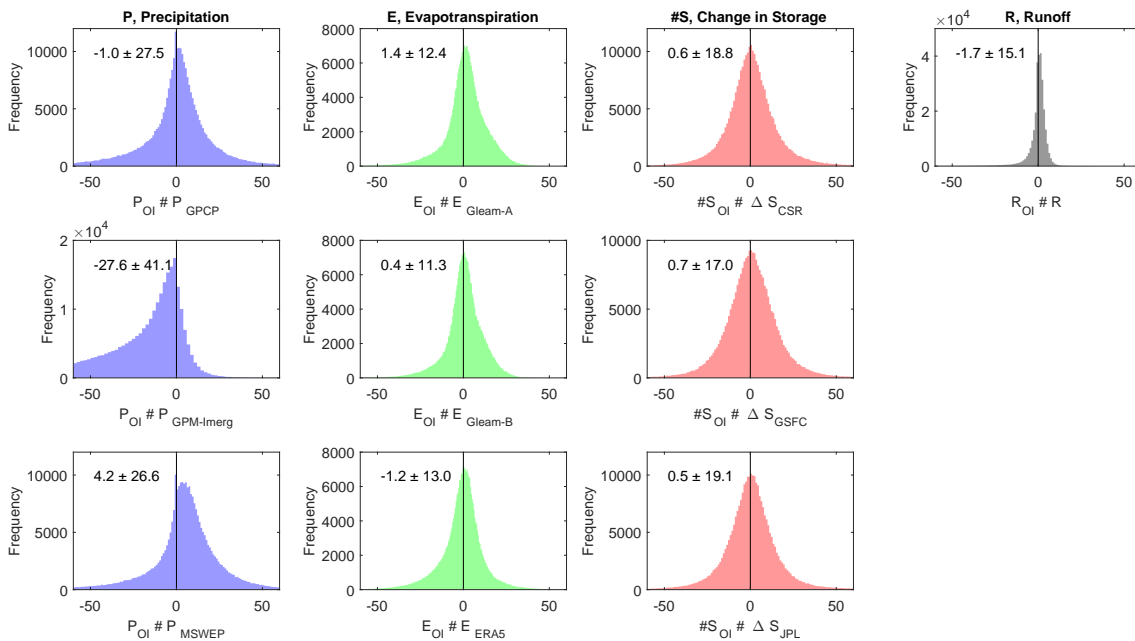 P, Precipitation
E, Evapotranspiration
#S, Change in Storage
R, Runoff
Frequency
10000
5000
0
-1.0 ± 27.5
-50 0 50
P_OI # P_GPCP
Frequency
8000
6000
4000
2000
0
1.4 ± 12.4
-50 0 50
E_OI # E_Gleam-A
Frequency
10000
5000
0
0.6 ± 18.8
-50 0 50
#S_OI # Δ S_CSR
×10⁴
Frequency
4
2
0
-1.7 ± 15.1
-50 0 50
R_OI # R
×10⁴
Frequency
2
1
0
-27.6 ± 41.1
-50 0 50
P_OI # P_GPM-Imerg
Frequency
8000
6000
4000
2000
0
0.4 ± 11.3
-50 0 50
E_OI # E_Gleam-B
Frequency
10000
5000
0
0.7 ± 17.0
-50 0 50
#S_OI # Δ S_GSFC
Frequency
10000
5000
0
4.2 ± 26.6
-50 0 50
P_OI # P_MSWEP
Frequency
8000
6000
4000
2000
0
-1.2 ± 13.0
-50 0 50
E_OI # E_ERA5
Frequency
10000
5000
0
0.5 ± 19.1
-50 0 50
#S_OI # Δ S_JPL